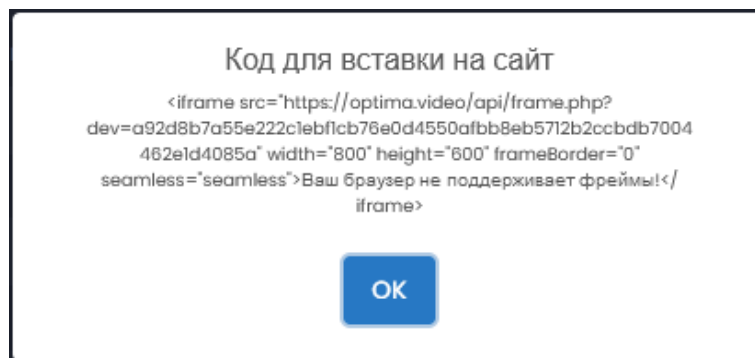 Код для вставки на сайт
<iframe src="https://optima.video/api/frame.php?
dev=a92d8b7a55e222c1ebf1cb76e0d4550afbb8eb5712b2ccbdb7004
462e1d4085a" width="800" height="600" frameBorder="0"
seamless="seamless">Ваш браузер не поддерживает фреймы!</
iframe>
OK